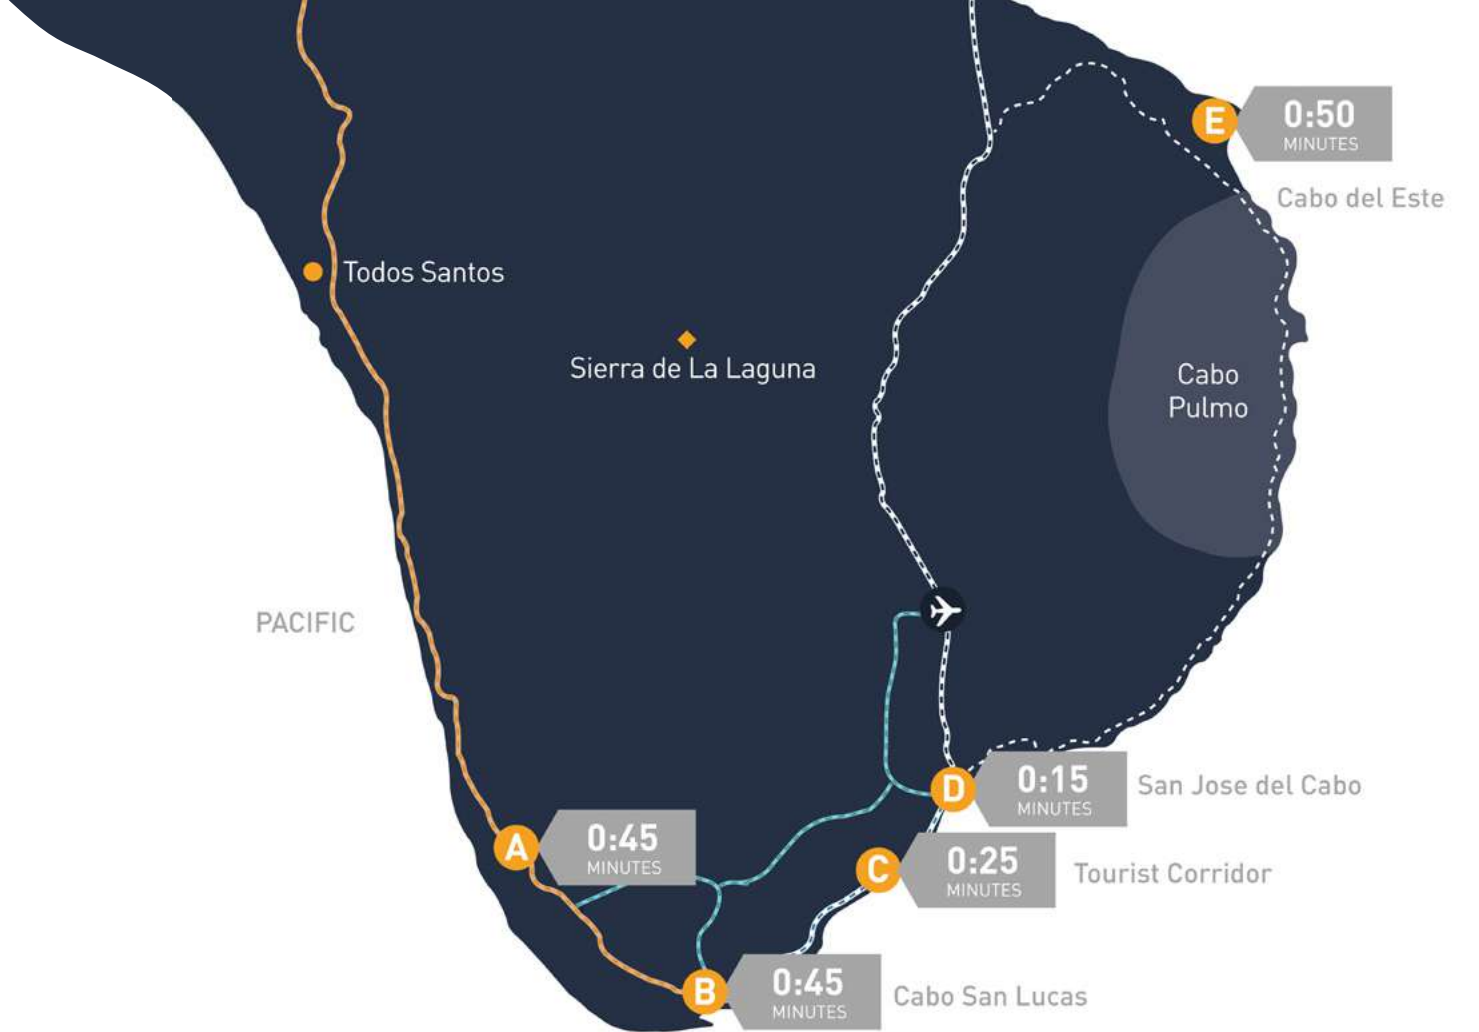 E
0:50
MINUTES
Cabo del Este
Todos Santos
Sierra de La Laguna
Cabo
Pulmo
PACIFIC
D
0:15
MINUTES
San Jose del Cabo
A
0:45
MINUTES
C
0:25
MINUTES
Tourist Corridor
B
0:45
MINUTES
Cabo San Lucas